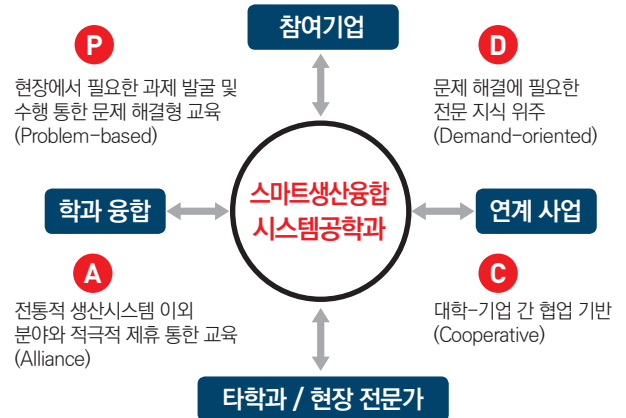 참여기업
P
현장에서 필요한 과제 발굴 및
수행 통한 문제 해결형 교육
(Problem-based)
D
문제 해결에 필요한
전문 지식 위주
(Demand-oriented)
학과 융합
스마트생산융합
시스템공학과
연계 사업
A
전통적 생산시스템 이외
분야와 적극적 제휴 통한 교육
(Alliance)
C
대학-기업 간 협업 기반
(Cooperative)
타학과 / 현장 전문가